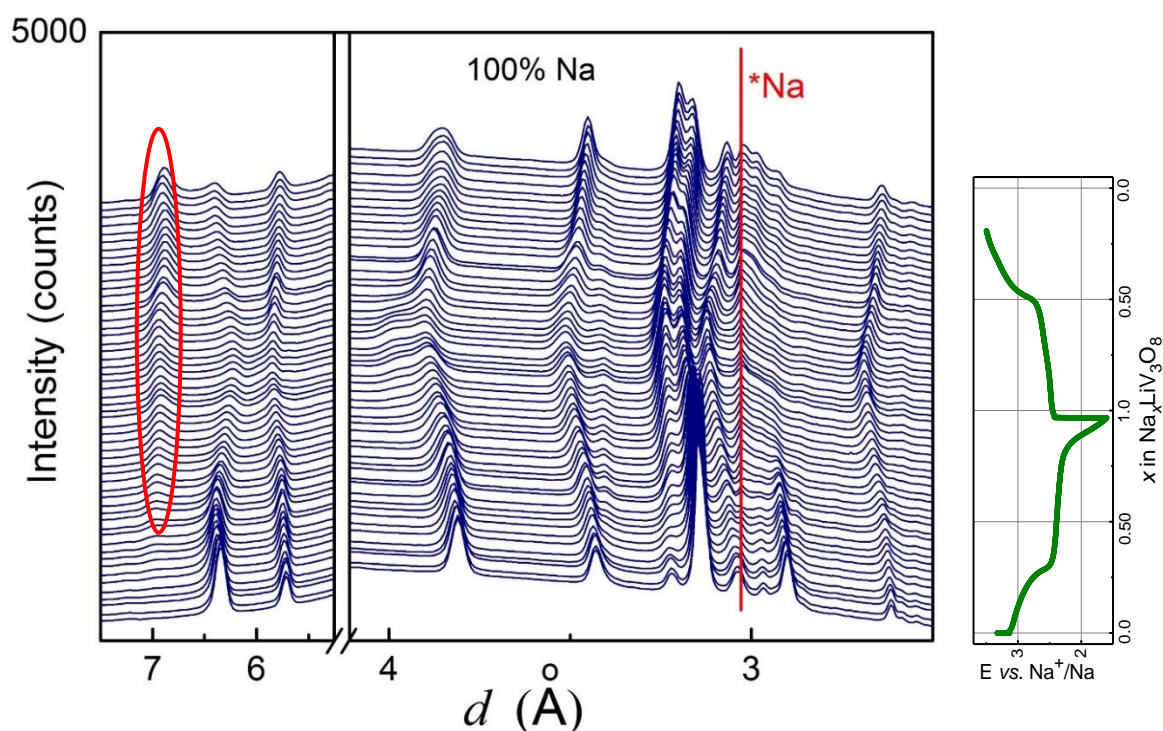 5000
100% Na
*Na
Intensity (counts)
7
6
4
3
d (Å)
0.0
0.50
1.0
0.50
0.0
x in NaxLiV3O8
3
2
E vs. Na+/Na